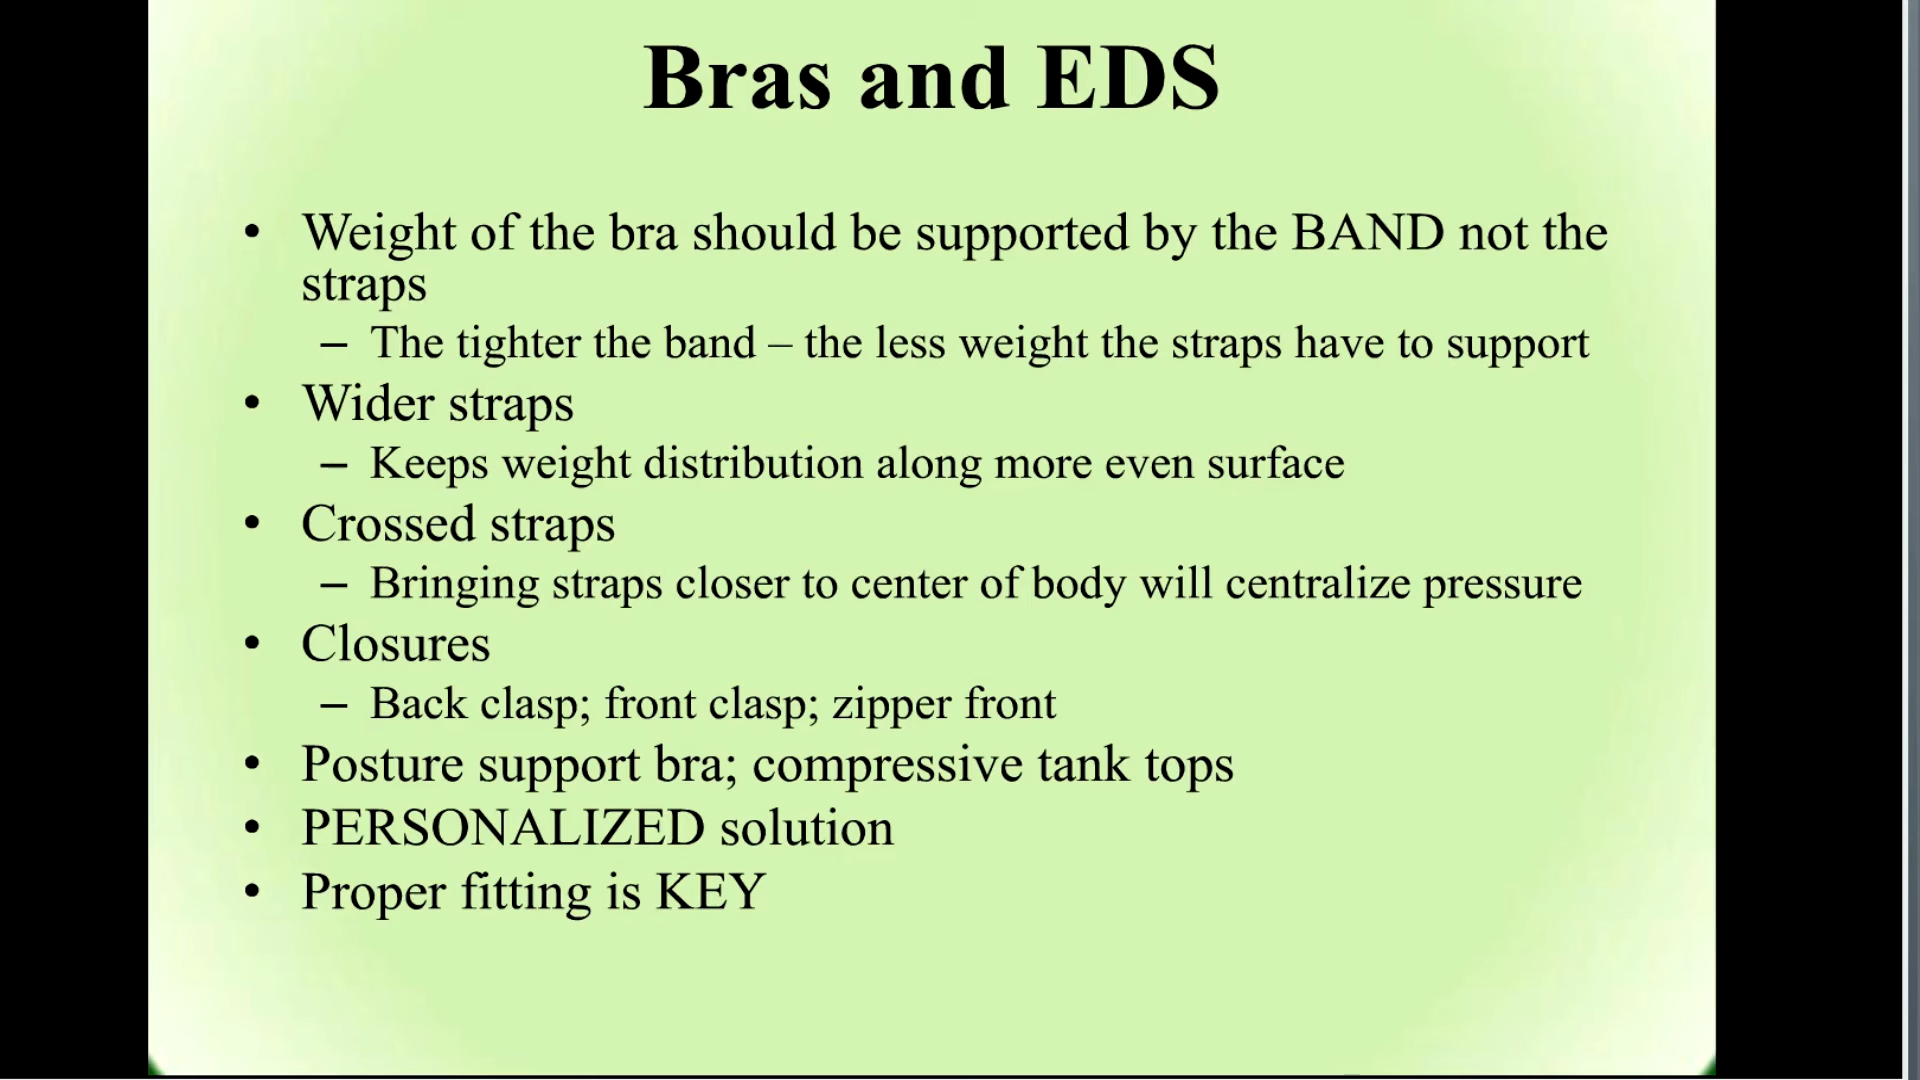 Bras and EDS
• Weight of the bra should be supported by the BAND not the
straps
– The tighter the band – the less weight the straps have to support
• Wider straps
– Keeps weight distribution along more even surface
• Crossed straps
– Bringing straps closer to center of body will centralize pressure
• Closures
– Back clasp; front clasp; zipper front
• Posture support bra; compressive tank tops
• PERSONALIZED solution
• Proper fitting is KEY